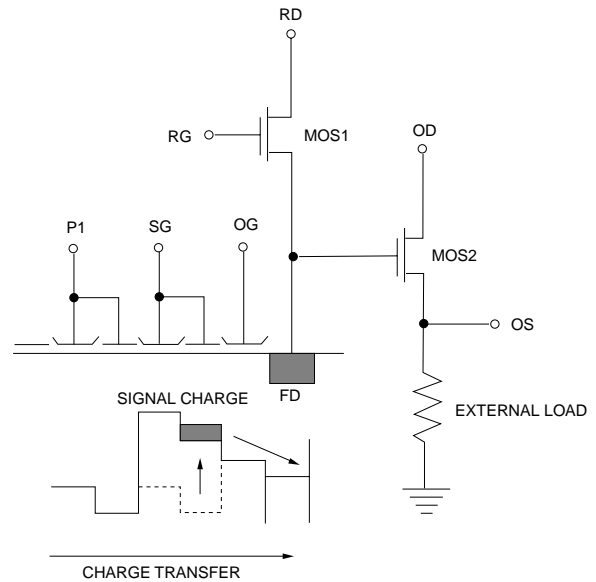 RD
RG
MOS1
OD
P1
SG
OG
MOS2
OS
SIGNAL CHARGE
FD
EXTERNAL LOAD
CHARGE TRANSFER